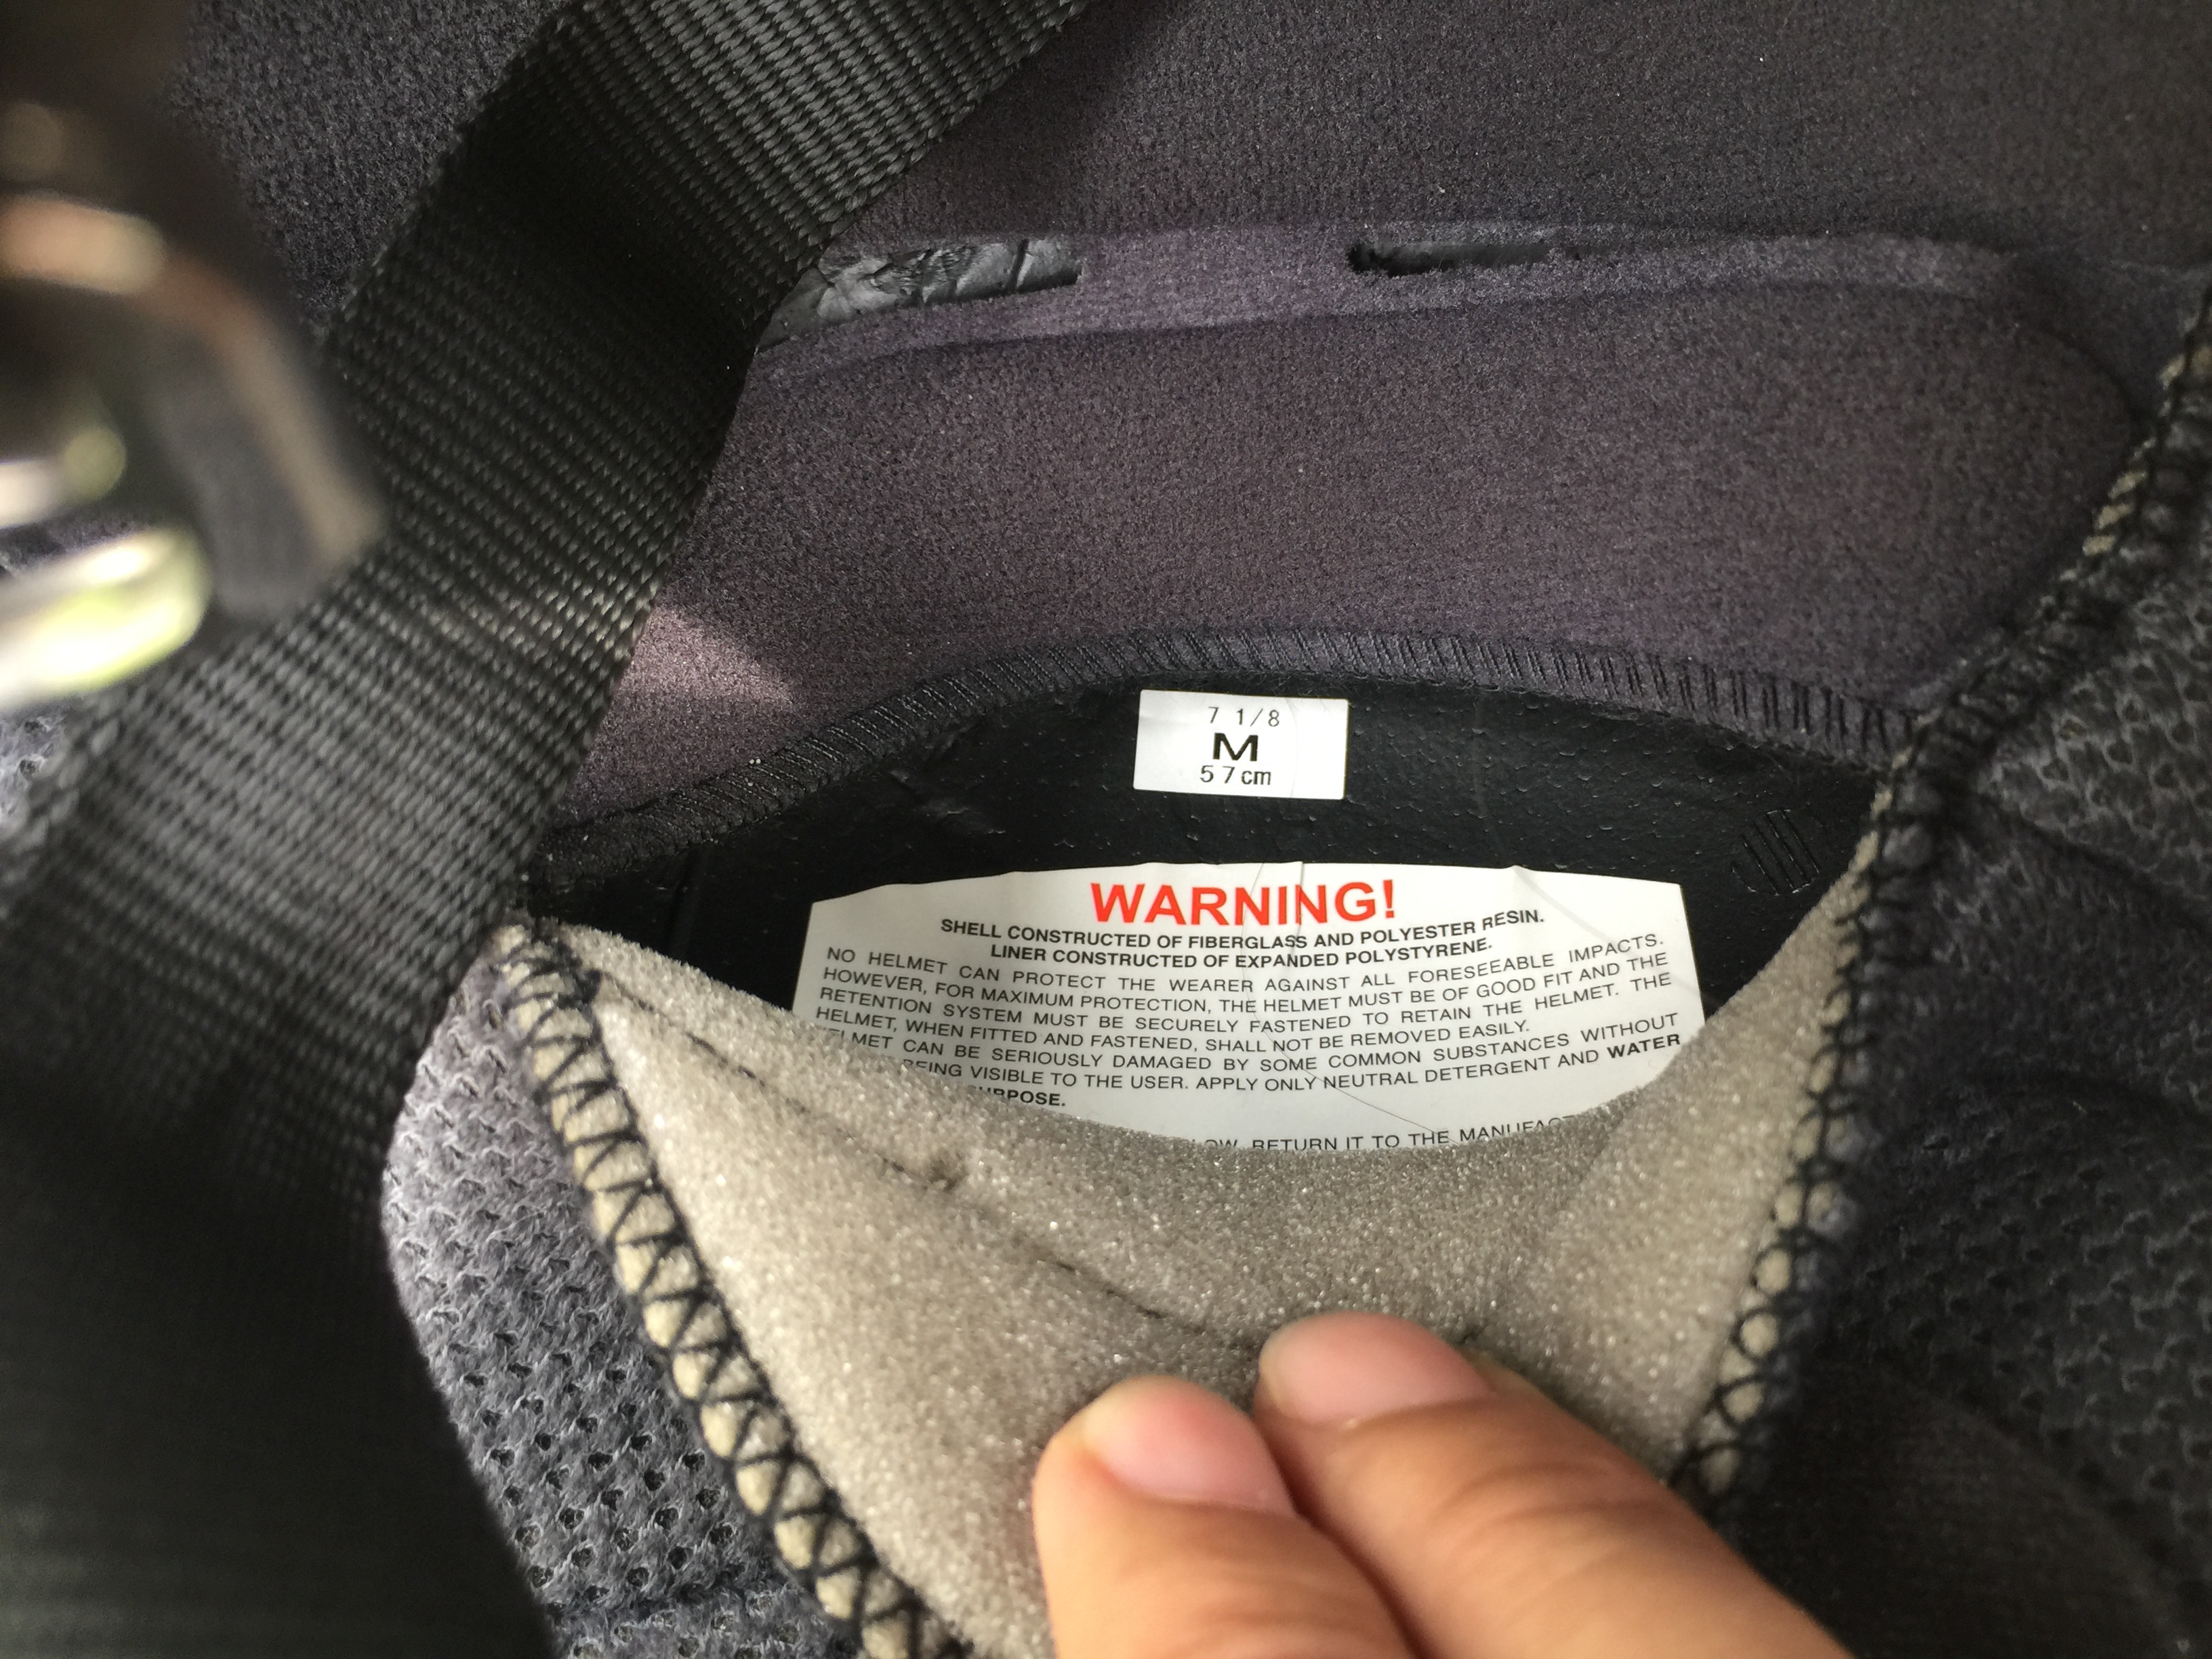 7 1/8
M
57cm
WARNING!
SHELL CONSTRUCTED OF FIBERGLASS AND POLYESTER RESIN.
LINER CONSTRUCTED OF EXPANDED POLYSTYRENE.
NO HELMET CAN PROTECT THE WEARER AGAINST ALL FORESEEABLE IMPACTS.
HOWEVER, FOR MAXIMUM PROTECTION, THE HELMET MUST BE OF GOOD FIT AND THE
RETENTION SYSTEM MUST BE SECURELY FASTENED TO RETAIN THE HELMET. THE
HELMET, WHEN FITTED AND FASTENED, SHALL NOT BE REMOVED EASILY.
CAN BE SERIOUSLY DAMAGED BY SOME COMMON SUBSTANCES WITHOUT
VISIBLE TO THE USER. APPLY ONLY NEUTRAL DETERGENT AND WATER
RETURN IT TO THE